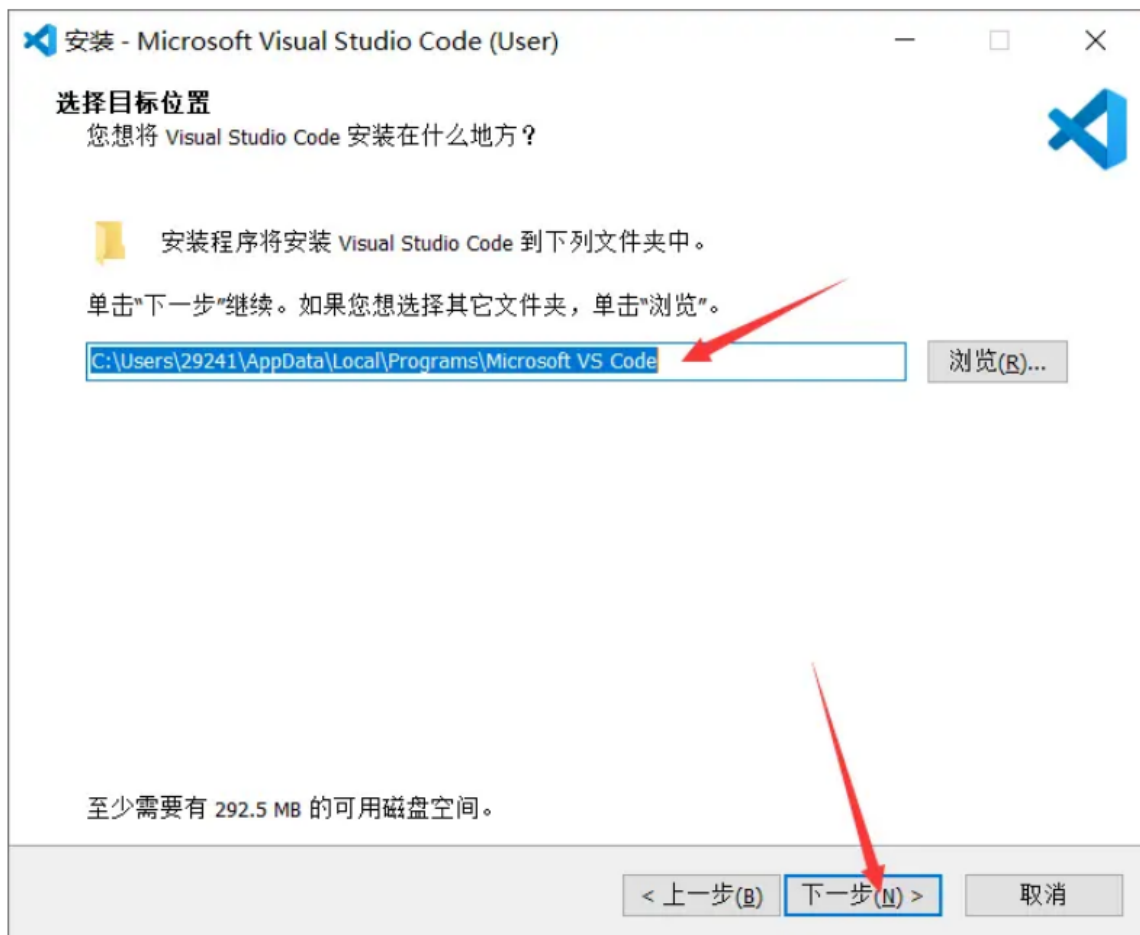 安装 - Microsoft Visual Studio Code (User)
选择目标位置
您想将 Visual Studio Code 安装在什么地方？
安装程序将安装 Visual Studio Code 到下列文件夹中。
单击“下一步”继续。如果您想选择其它文件夹，单击“浏览”。
C:\Users\29241\AppData\Local\Programs\Microsoft VS Code
浏览(R)...
至少需要有 292.5 MB 的可用磁盘空间。
< 上一步(B) 下一步(N) > 取消